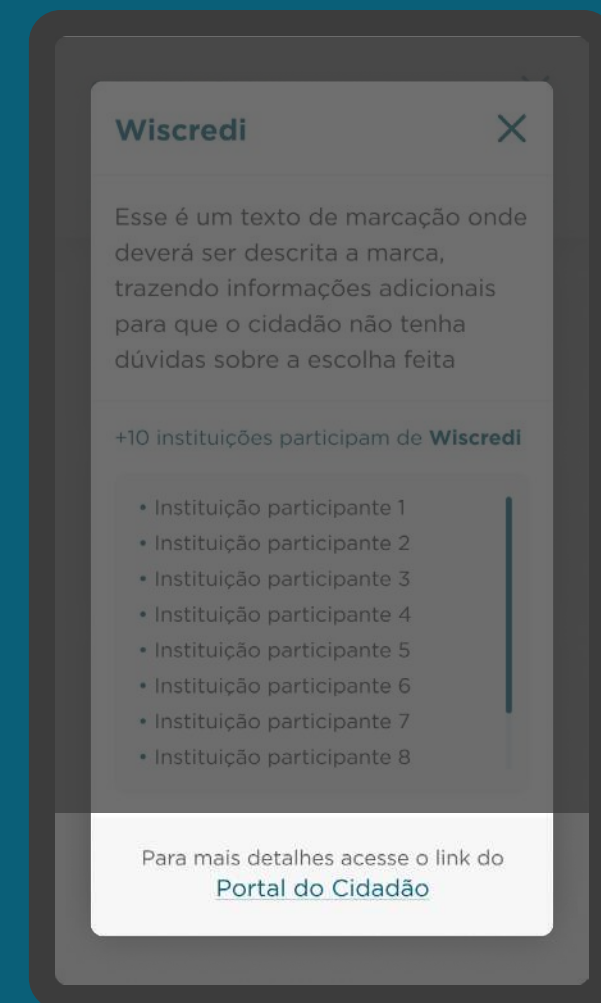 Wiscredi
Esse é um texto de marcação onde
deverá ser descrita a marca,
trazendo informações adicionais
para que o cidadão não tenha
dúvidas sobre a escolha feita
+10 instituições participam de Wiscredi
• Instituição participante 1
• Instituição participante 2
• Instituição participante 3
• Instituição participante 4
• Instituição participante 5
• Instituição participante 6
• Instituição participante 7
• Instituição participante 8
Para mais detalhes acesse o link do
Portal do Cidadão